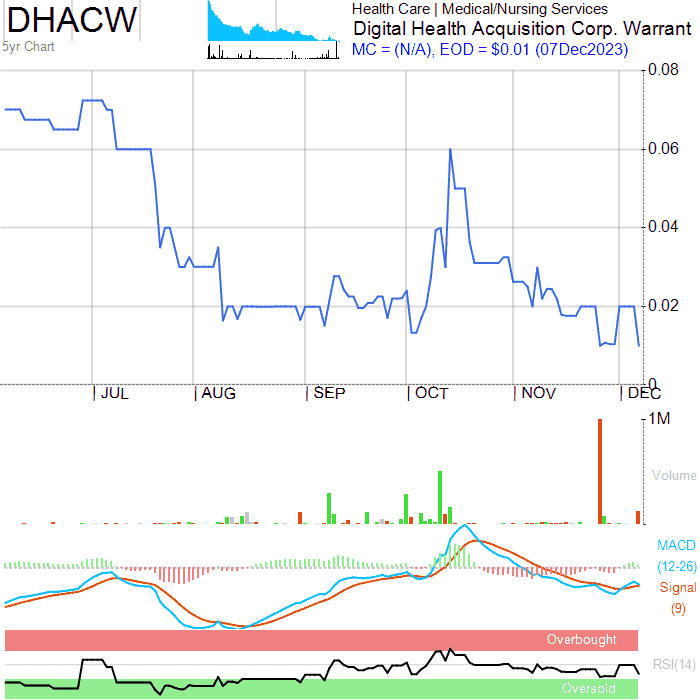 DHACW
5yr Chart
Health Care | Medical/Nursing Services
Digital Health Acquisition Corp. Warrant
MC = (N/A), EOD = $0.01 (07Dec2023)
0.08
0.06
0.04
0.02
0
JUL AUG SEP OCT NOV DEC
1M
Volume
MACD
(12-26)
Signal
(9)
Overbought
RSI(14)
Oversold